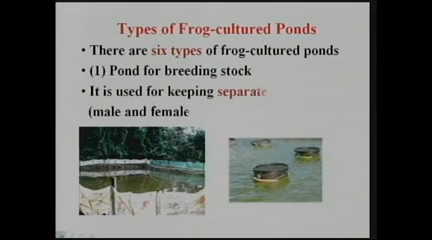 Types of Frog-cultured Ponds
• There are six types of frog-cultured ponds
• (1) Pond for breeding stock
• It is used for keeping separate
(male and female